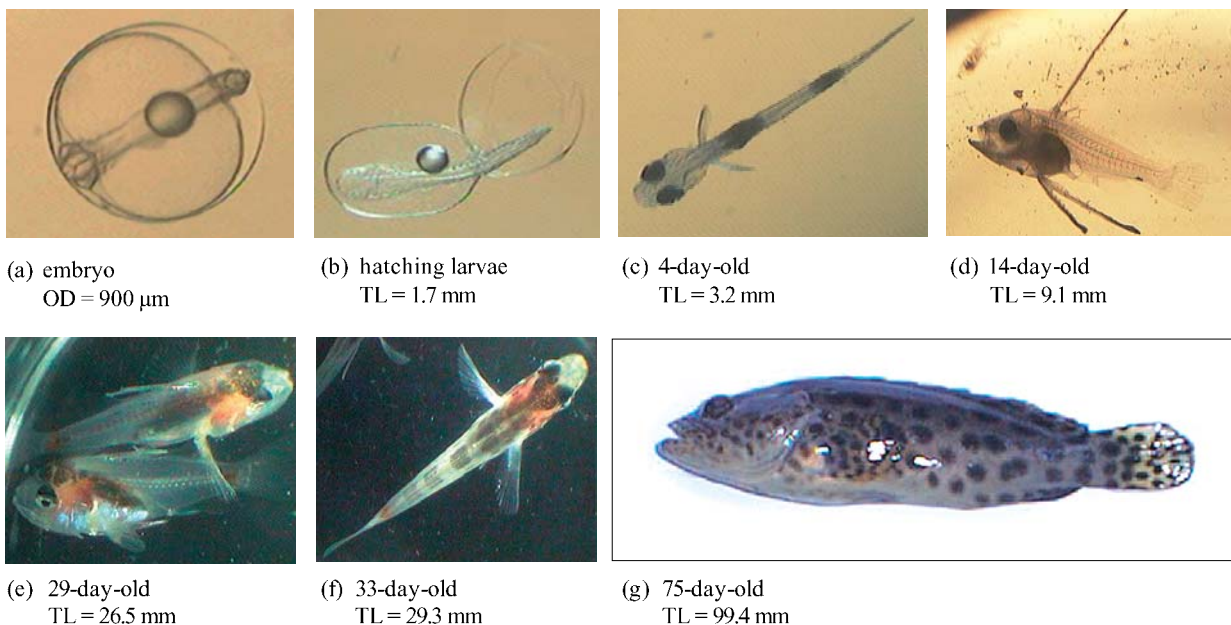 (a) embryo
OD = 900 μm
(b) hatching larvae
TL = 1.7 mm
(c) 4-day-old
TL = 3.2 mm
(d) 14-day-old
TL = 9.1 mm
(e) 29-day-old
TL = 26.5 mm
(f) 33-day-old
TL = 29.3 mm
(g) 75-day-old
TL = 99.4 mm